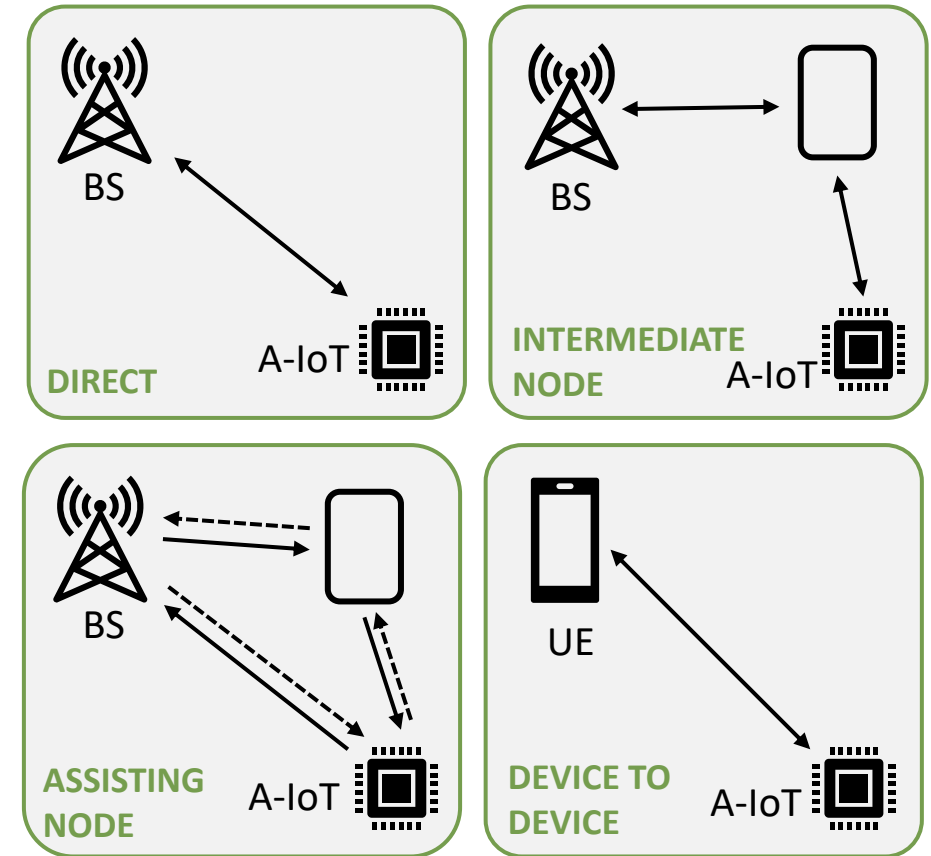 BS
A-IoT
DIRECT
BS
INTERMEDIATE
NODE
A-IoT
BS
ASSISTING
NODE
A-IoT
UE
DEVICE TO
DEVICE
A-IoT